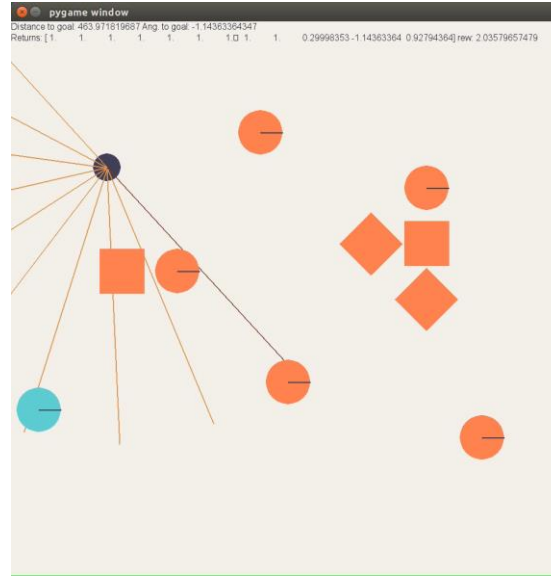 pygame window
Distance to goal: 463.971819687 Ang. to goal: -1.14363364347
Returns: [ 1. 1. 1. 1. 1. 1. 1.▯ 1. 1. 0.29998353 -1.14363364 0.92794364] rew: 2.03579657479